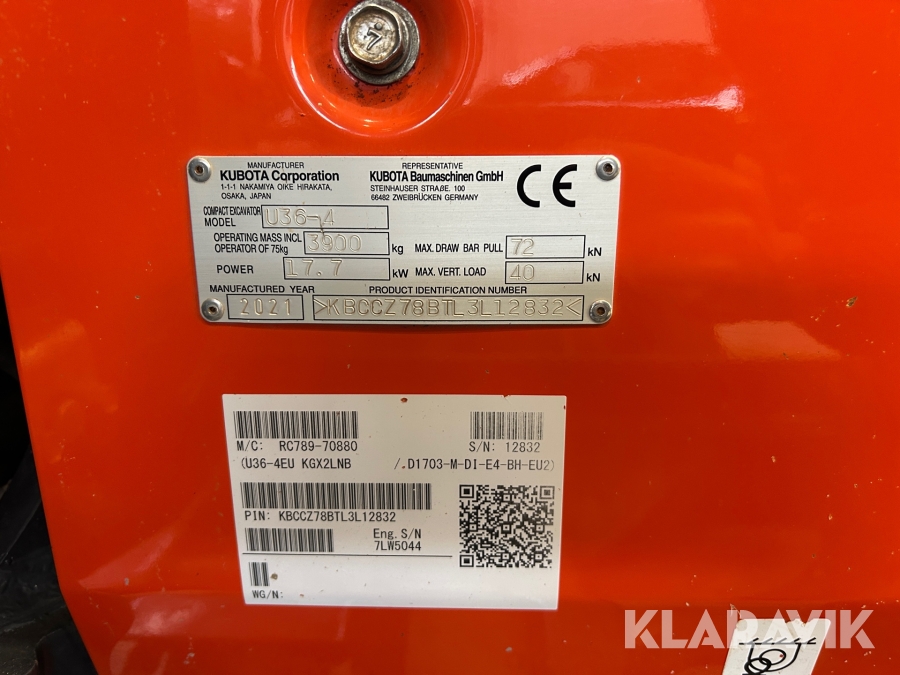 7
MANUFACTURER
KUBOTA Corporation
1-1-1 NAKAMIYA OIKE HIRAKATA,
OSAKA, JAPAN
REPRESENTATIVE
KUBOTA Baumaschinen GmbH
STEINHAUSER STRAßE. 100
66482 ZWEIBRÜCKEN GERMANY
CE
COMPACT EXCAVATOR
MODEL U36-4
OPERATING MASS INCL
OPERATOR OF 75kg 3900 kg
MAX. DRAW BAR PULL 72 kN
POWER 17.7 kW
MAX. VERT. LOAD 40 kN
MANUFACTURED YEAR
2021
PRODUCT IDENTIFICATION NUMBER
>KBCCZ78BTL3L12832<
M/C: RC789-70880
S/N: 12832
(U36-4EU KGX2LNB /.D1703-M-DI-E4-BH-EU2)
PIN: KBCCZ78BTL3L12832
Eng.S/N
7LW5044
WG/N:
KLARAVIK